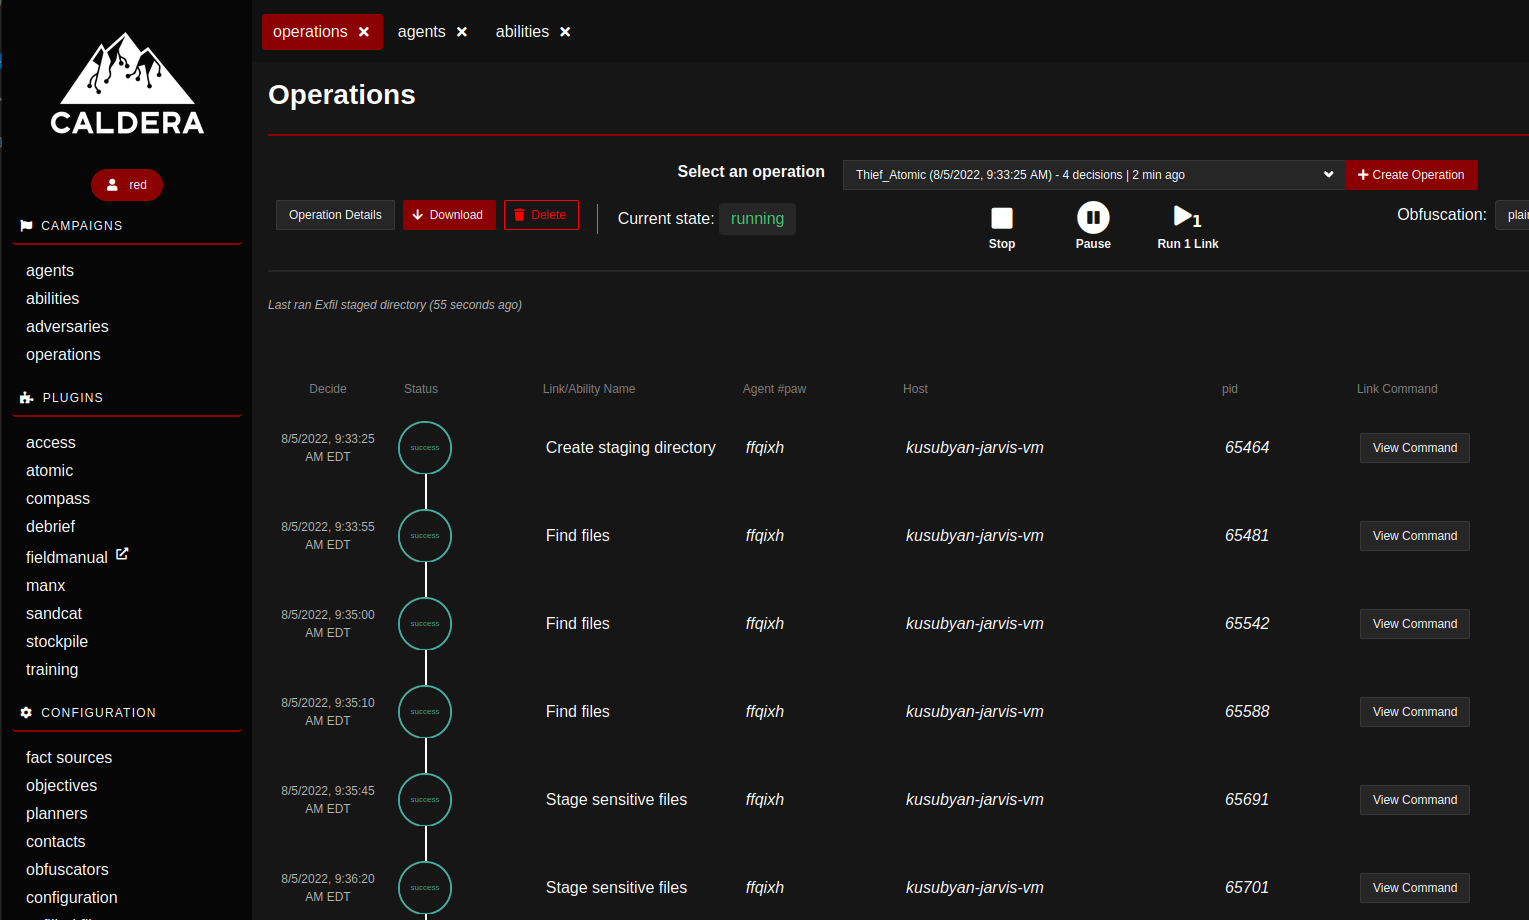 CALDERA
red
CAMPAIGNS
agents
abilities
adversaries
operations
PLUGINS
access
atomic
compass
debrief
fieldmanual
manx
sandcat
stockpile
training
CONFIGURATION
fact sources
objectives
planners
contacts
obfuscators
configuration
operations agents abilities
Operations
Select an operation Thief_Atomic (8/5/2022, 9:33:25 AM) - 4 decisions | 2 min ago + Create Operation
Operation Details Download Delete Current state: running Stop Pause 1 Run 1 Link Obfuscation:
Last ran Exfil staged directory (55 seconds ago)
Decide Status Link/Ability Name Agent #paw Host pid Link Command
8/5/2022, 9:33:25 AM EDT success Create staging directory ffqixh kusubyan-jarvis-vm 65464 View Command
8/5/2022, 9:33:55 AM EDT success Find files ffqixh kusubyan-jarvis-vm 65481 View Command
8/5/2022, 9:35:00 AM EDT success Find files ffqixh kusubyan-jarvis-vm 65542 View Command
8/5/2022, 9:35:10 AM EDT success Find files ffqixh kusubyan-jarvis-vm 65588 View Command
8/5/2022, 9:35:45 AM EDT success Stage sensitive files ffqixh kusubyan-jarvis-vm 65691 View Command
8/5/2022, 9:36:20 AM EDT success Stage sensitive files ffqixh kusubyan-jarvis-vm 65701 View Command